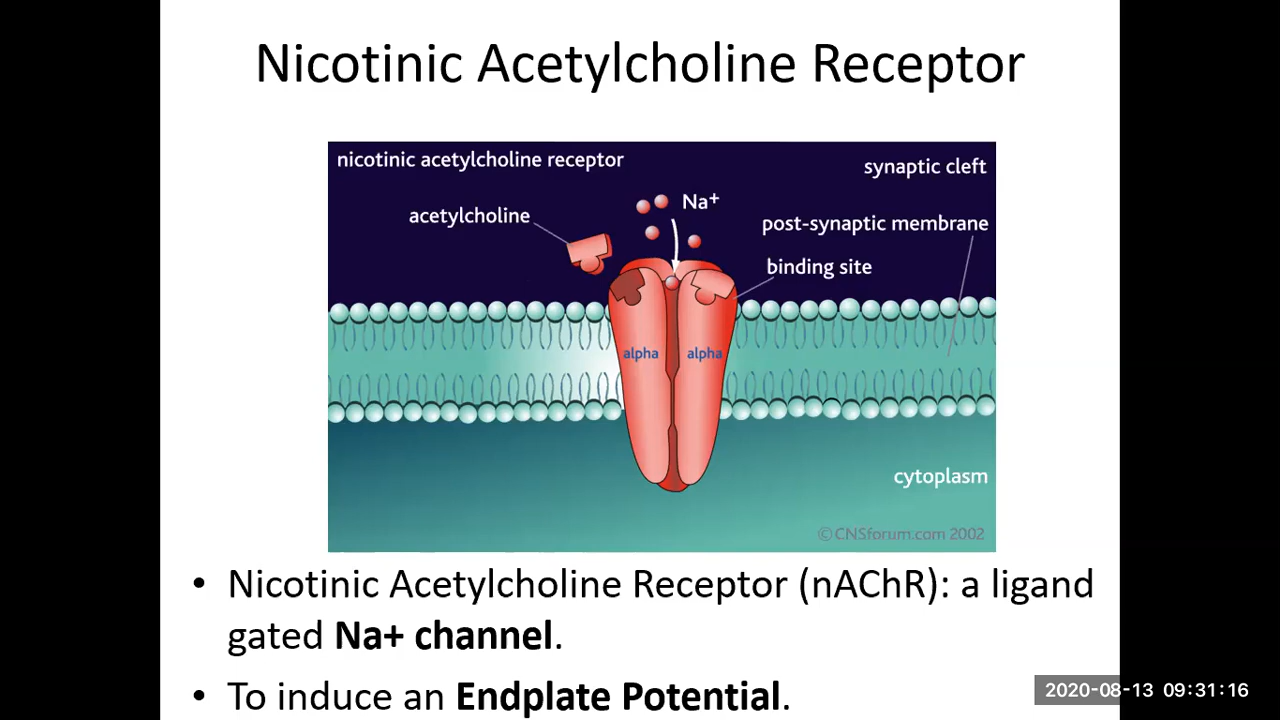 Nicotinic Acetylcholine Receptor
nicotinic acetylcholine receptor
synaptic cleft
Na⁺
acetylcholine
post-synaptic membrane
binding site
alpha
alpha
cytoplasm
© CNSforum.com 2002
• Nicotinic Acetylcholine Receptor (nAChR): a ligand
gated Na+ channel.
• To induce an Endplate Potential.
2020-08-13 09:31:16